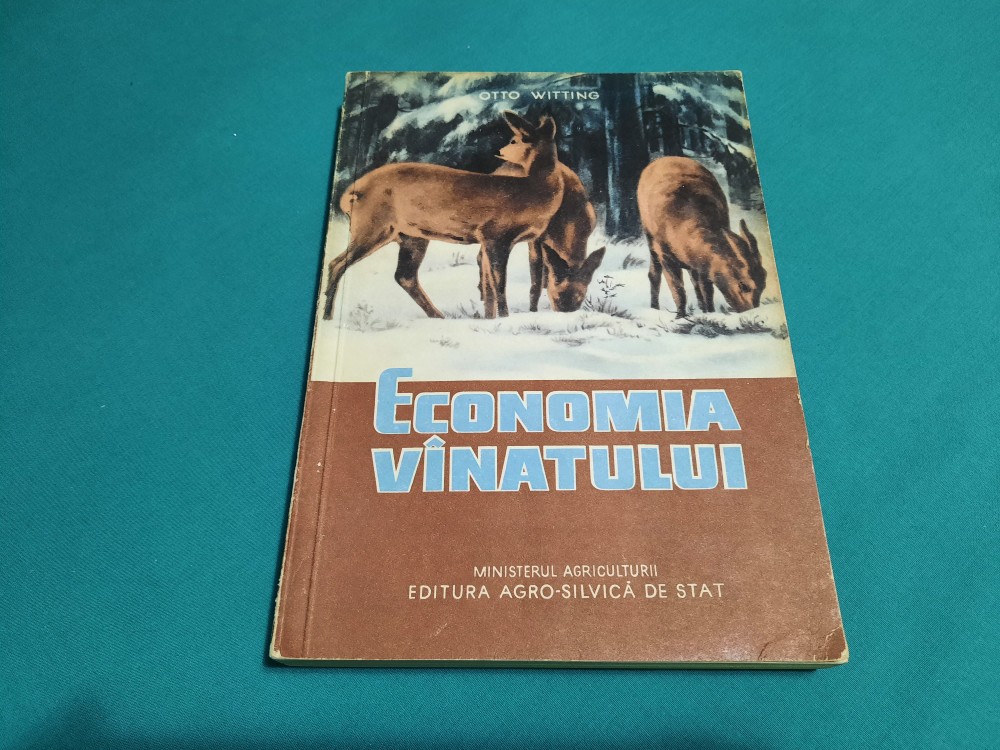 OTTO WITTING
ECONOMIA
VÎNATULUI
MINISTERUL AGRICULTURII
EDITURA AGRO-SILVICĂ DE STAT